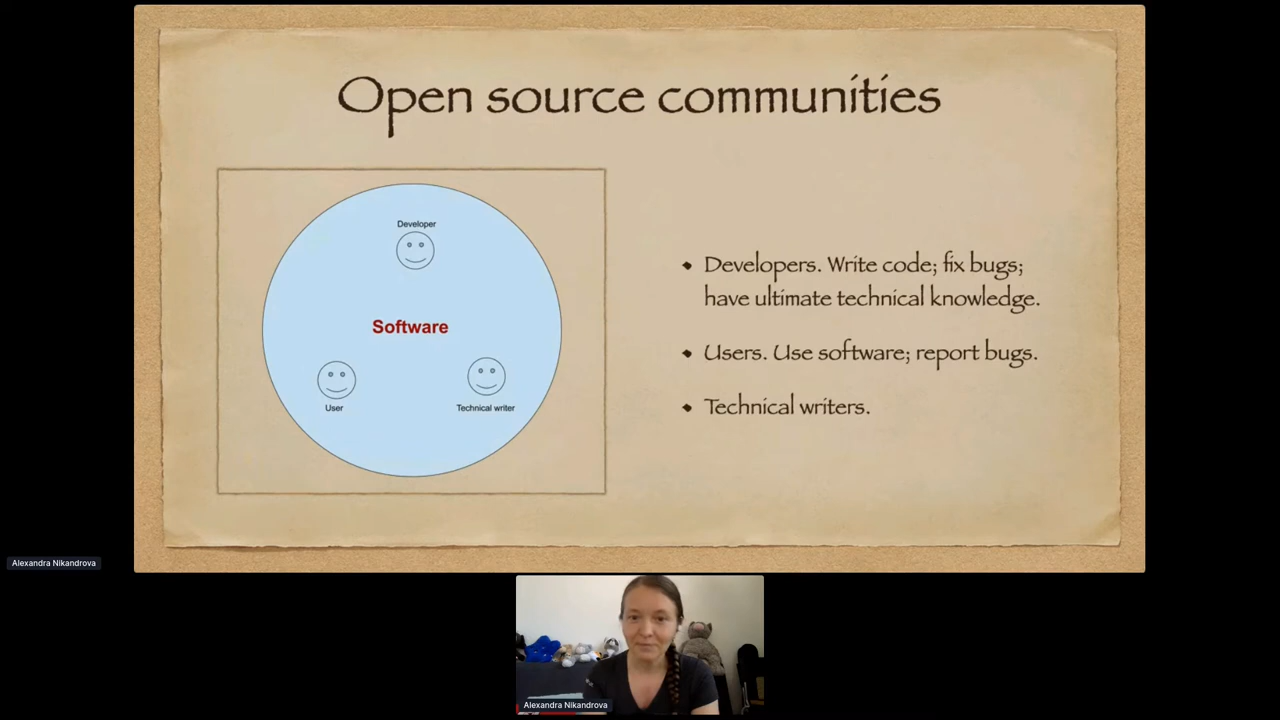 Open source communities
Developer
Software
User
Technical writer
• Developers. Write code; fix bugs;
have ultimate technical knowledge.
• Users. Use software; report bugs.
• Technical writers.
Alexandra Nikandrova
Alexandra Nikandrova